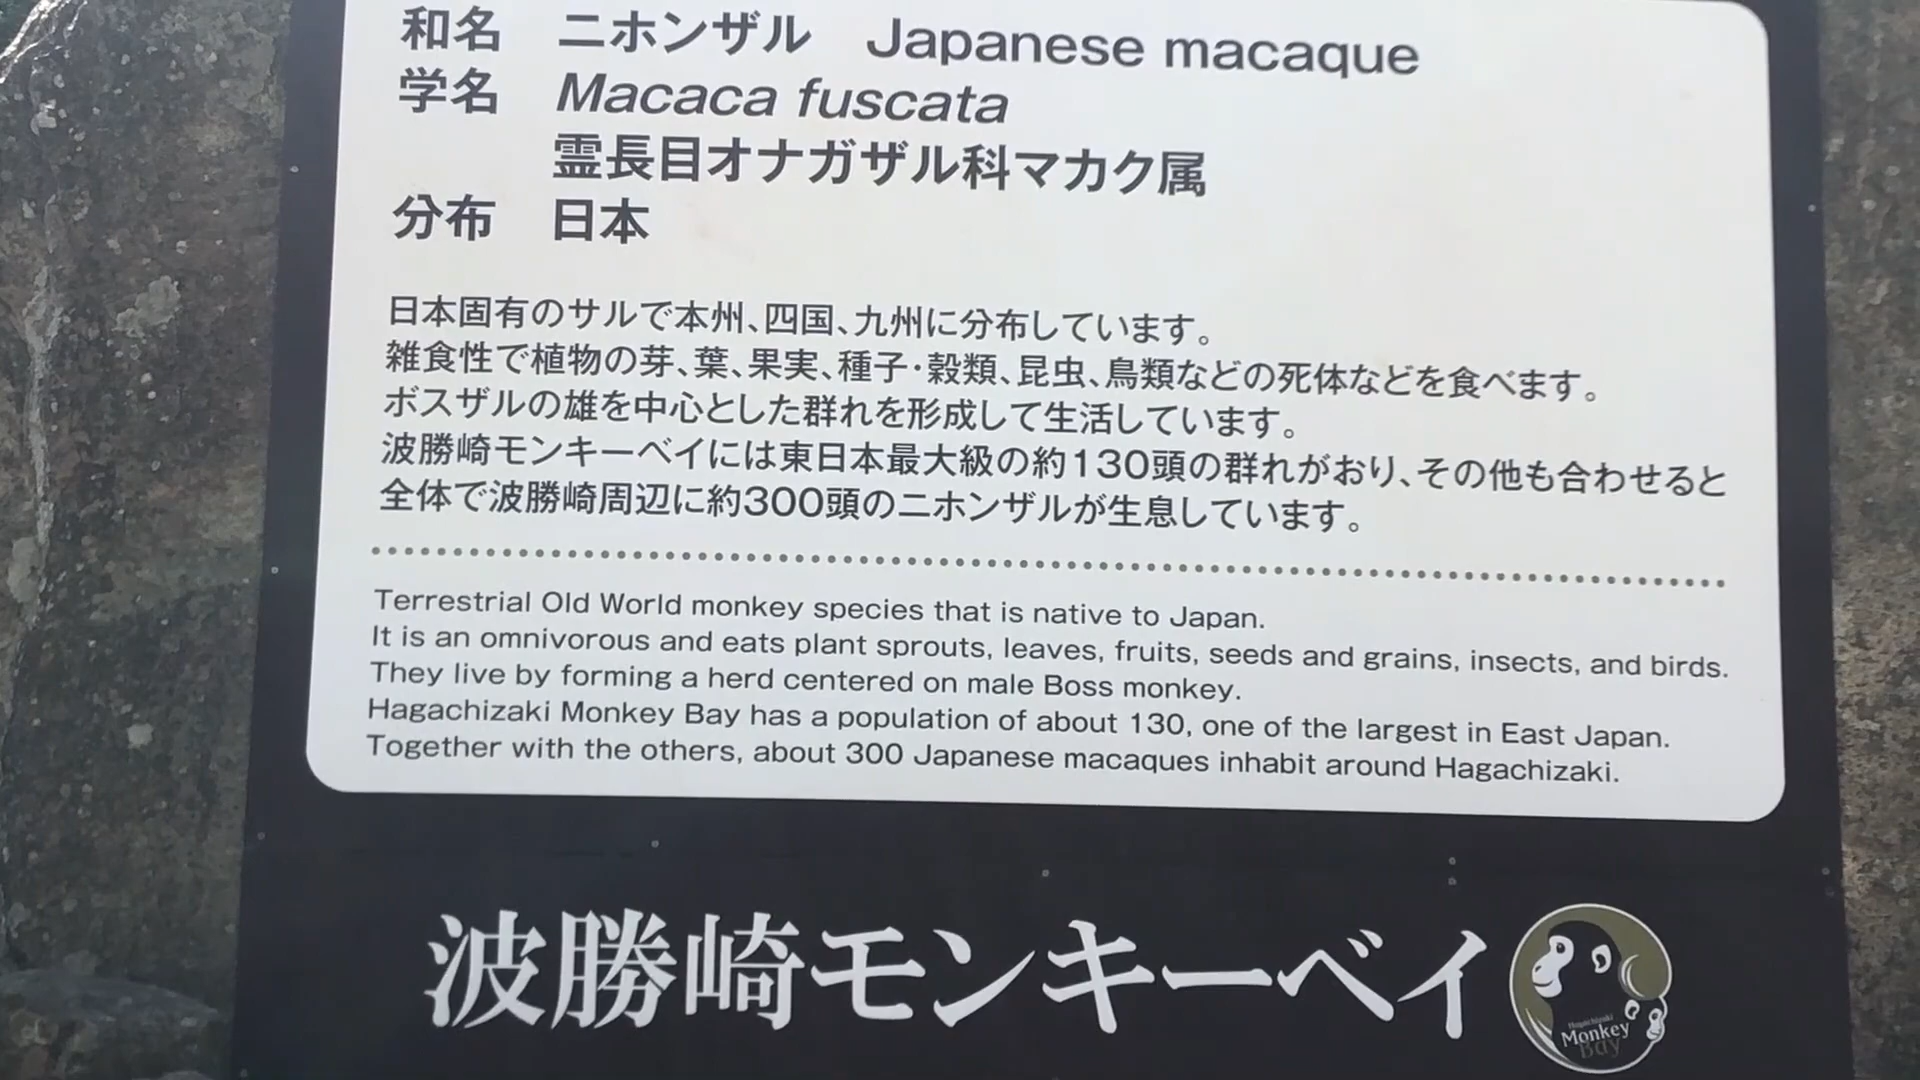 和名 ニホンザル Japanese macaque
学名 Macaca fuscata
霊長目オナガザル科マカク属
分布 日本
日本固有のサルで本州、四国、九州に分布しています。
雑食性で植物の芽、葉、果実、種子・穀類、昆虫、鳥類などの死体などを食べます。
ボスザルの雄を中心とした群れを形成して生活しています。
波勝崎モンキーベイには東日本最大級の約130頭の群れがおり、その他も合わせると
全体で波勝崎周辺に約300頭のニホンザルが生息しています。
Terrestrial Old World monkey species that is native to Japan.
It is an omnivorous and eats plant sprouts, leaves, fruits, seeds and grains, insects, and birds.
They live by forming a herd centered on male Boss monkey.
Hagachizaki Monkey Bay has a population of about 130, one of the largest in East Japan.
Together with the others, about 300 Japanese macaques inhabit around Hagachizaki.
波勝崎モンキーベイ
Hagachizaki
Monkey
Bay